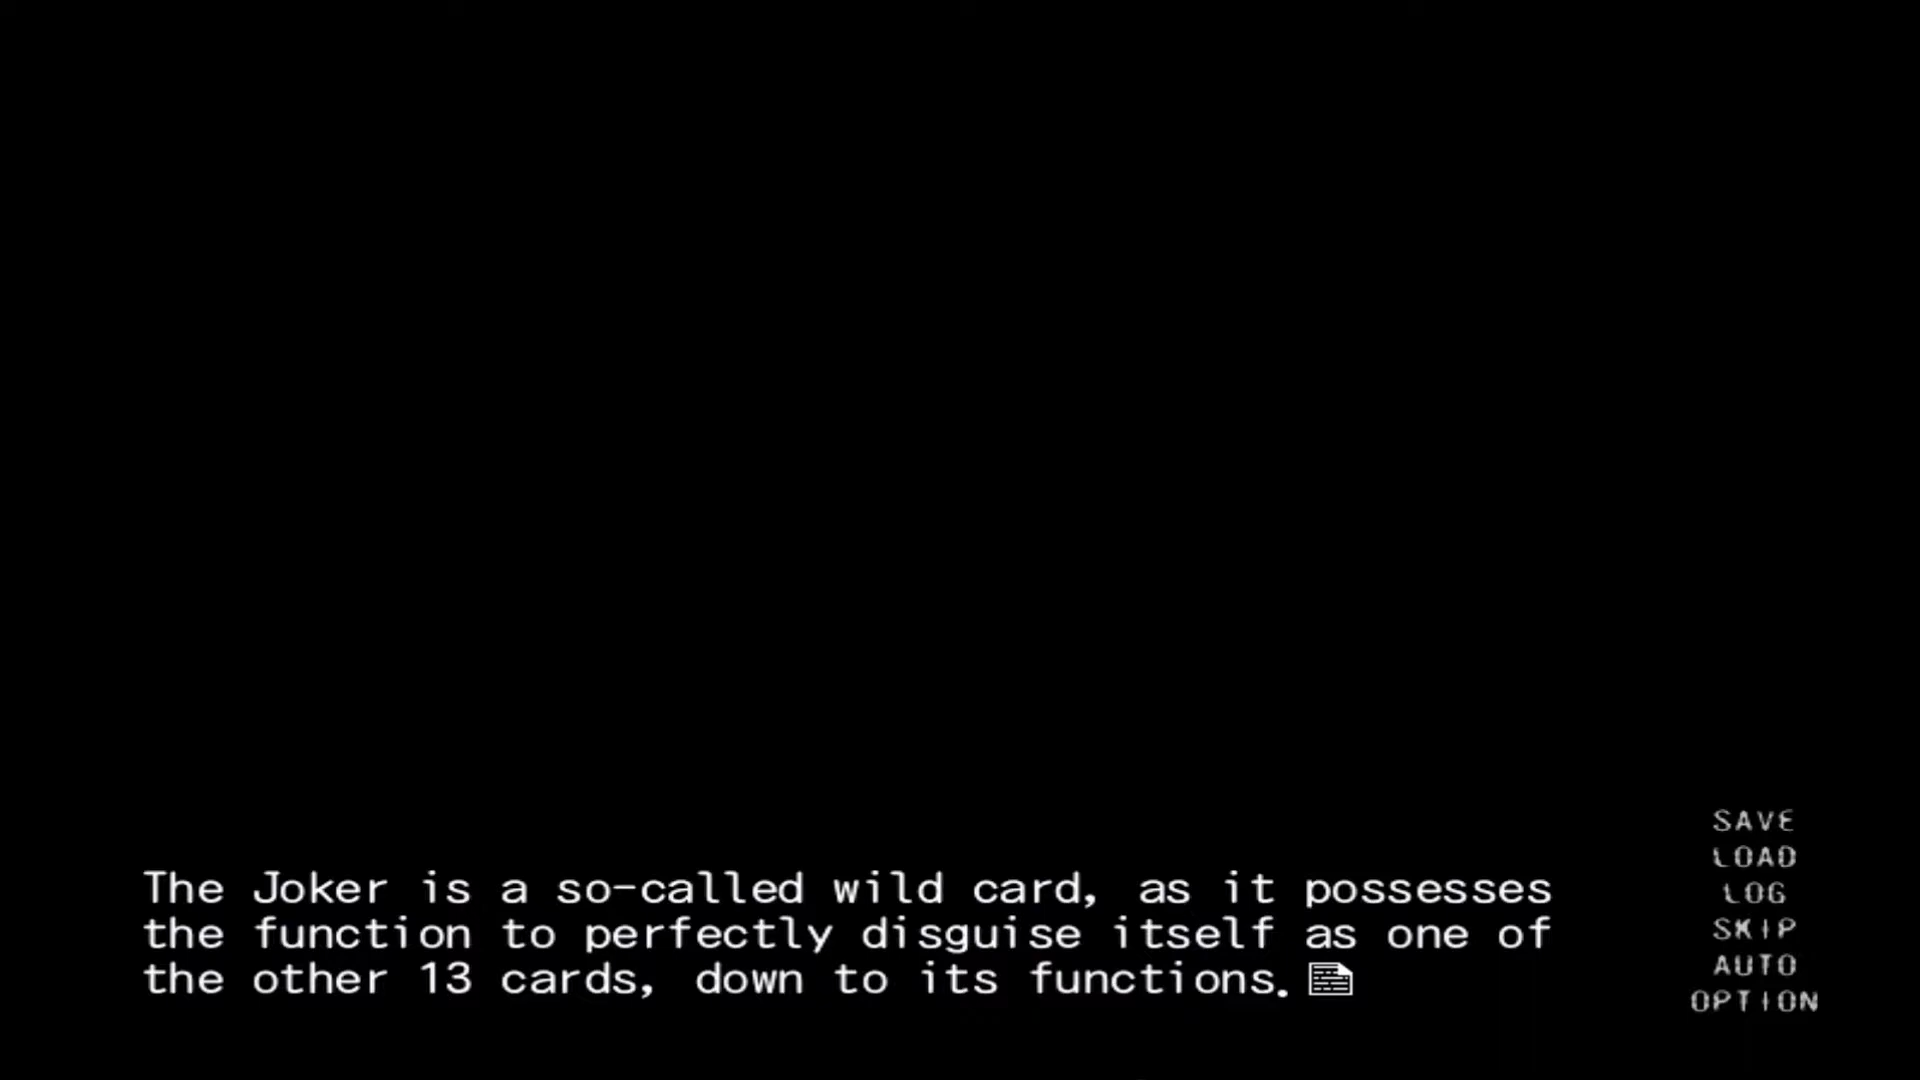 The Joker is a so-called wild card, as it possesses
the function to perfectly disguise itself as one of
the other 13 cards, down to its functions.
SAVE
LOAD
LOG
SKIP
AUTO
OPTION